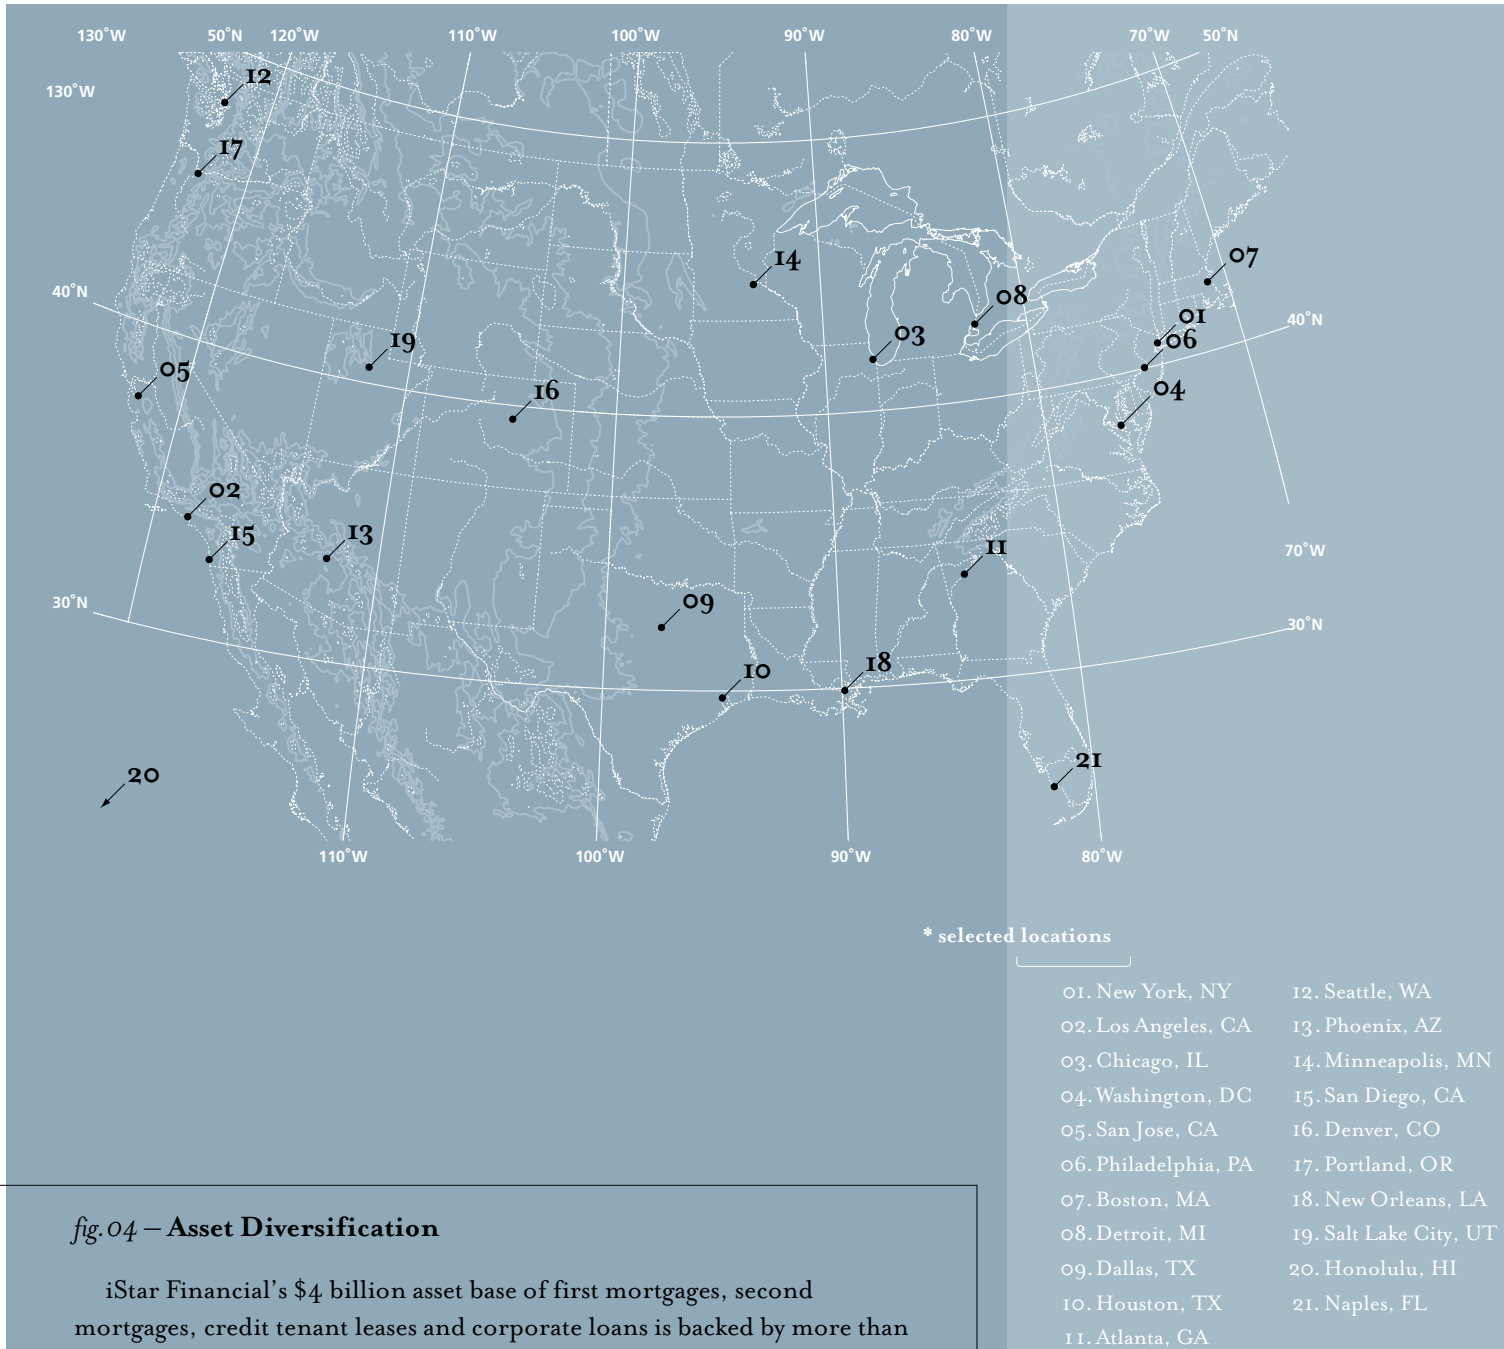 130˚W 50˚N 120˚W 110˚W 100˚W 90˚W 80˚W 70˚W 50˚N
12
130˚W
17
07
14
40˚N
08
01
40˚N
03
06
19
05
04
16
02
15
13
11
70˚W
09
30˚N
30˚N
18
10
21
20
110˚W 100˚W 90˚W 80˚W
* selected locations
01. New York, NY
02. Los Angeles, CA
03. Chicago, IL
04. Washington, DC
05. San Jose, CA
06. Philadelphia, PA
07. Boston, MA
08. Detroit, MI
09. Dallas, TX
10. Houston, TX
11. Atlanta, GA
12. Seattle, WA
13. Phoenix, AZ
14. Minneapolis, MN
15. San Diego, CA
16. Denver, CO
17. Portland, OR
18. New Orleans, LA
19. Salt Lake City, UT
20. Honolulu, HI
21. Naples, FL
fig.04 – Asset Diversification
iStar Financial's $4 billion asset base of first mortgages, second
mortgages, credit tenant leases and corporate loans is backed by more than